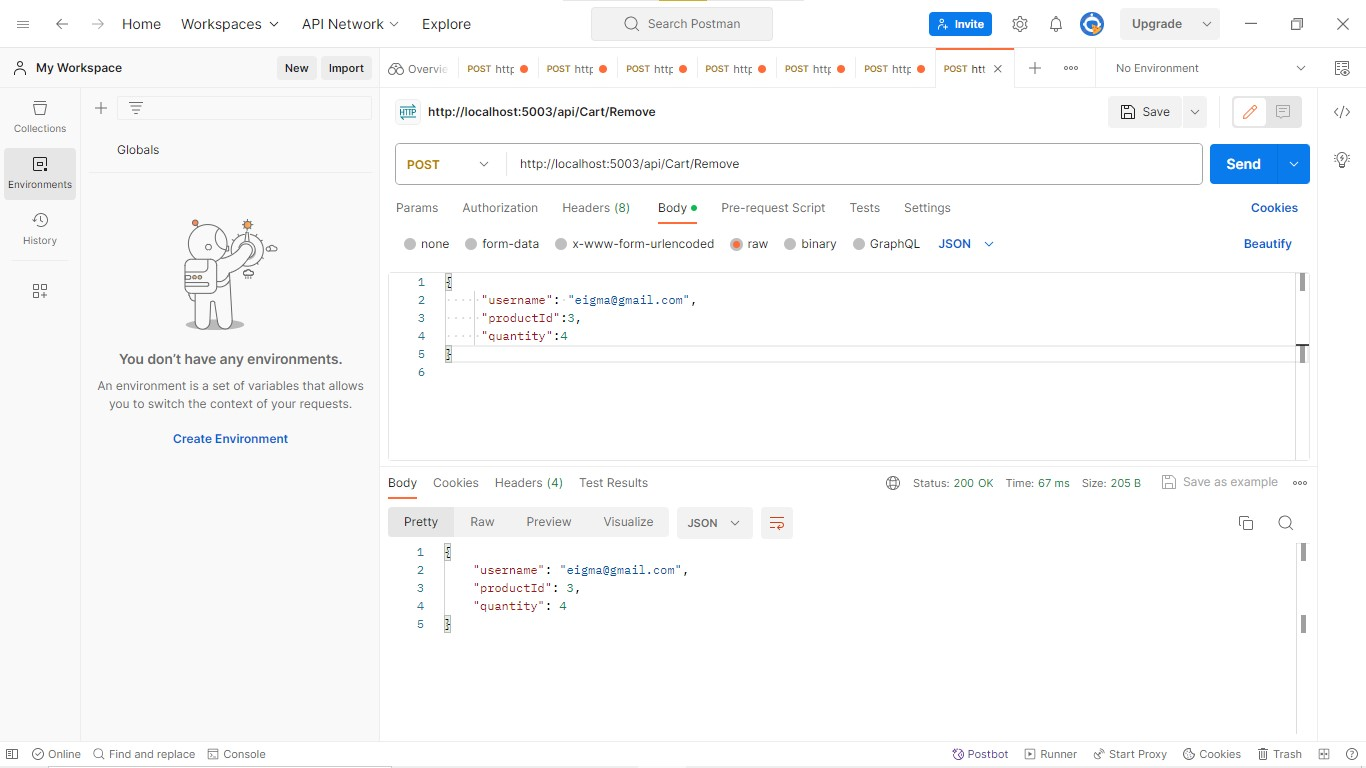 Home Workspaces API Network Explore Search Postman Invite Upgrade
My Workspace New Import Overvie POST http POST http POST http POST http POST http POST http POST htt No Environment
Collections
Environments
History
Globals
You don't have any environments.
An environment is a set of variables that allows
you to switch the context of your requests.
Create Environment
HTTP http://localhost:5003/api/Cart/Remove Save
POST http://localhost:5003/api/Cart/Remove Send
Params Authorization Headers (8) Body Pre-request Script Tests Settings Cookies
none form-data x-www-form-urlencoded raw binary GraphQL JSON Beautify
1 {
2 "username": "eigma@gmail.com",
3 "productId":3,
4 "quantity":4
5 }
6
Body Cookies Headers (4) Test Results Status: 200 OK Time: 67 ms Size: 205 B Save as example
Pretty Raw Preview Visualize JSON
1 {
2 "username": "eigma@gmail.com",
3 "productId": 3,
4 "quantity": 4
5 }
Online Find and replace Console Postbot Runner Start Proxy Cookies Trash